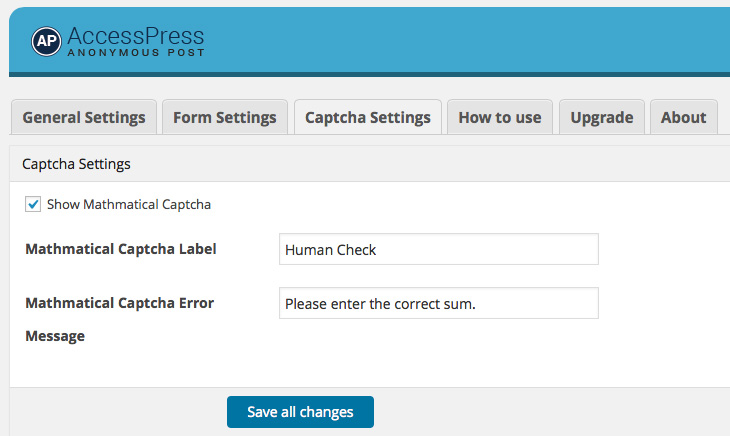 AP AccessPress
ANONYMOUS POST
General Settings Form Settings Captcha Settings How to use Upgrade About
Captcha Settings
Show Mathmatical Captcha
Mathmatical Captcha Label Human Check
Mathmatical Captcha Error Please enter the correct sum.
Message
Save all changes